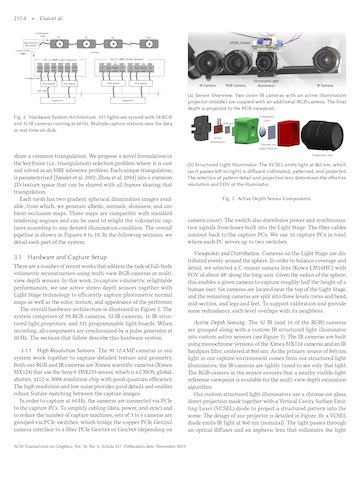 217:4 • Guo et al.
VCSEL Driver
IR Camera
RGB Camera
Structured Light Illuminator
IR Camera
Fig. 2. Hardware System Architecture. 331 lights are synced with 58 RGB
and 32 IR cameras running at 60 Hz. Multiple capture stations save the data
in real-time on disk.
(a) Sensor Overview. Two outer IR cameras with an active illumination
projector (middle) are coupled with an additional RGB camera. The final
depth is projected to the RGB viewpoint.
(b) Structured Light Illuminator. The VCSEL emits light at 860 nm, which
(as it passes left to right) is diffused, collimated, patterned, and projected.
The selection of pattern detail and projection lens determines the effective
resolution and FOV of the illuminator.
Fig. 3. Active Depth Sensor Components.
share a common triangulation. We propose a novel formulation to
the keyframe (i.e., triangulation) selection problem where it is cast
and solved as an MRF inference problem. Each unique triangulation,
is parameterized [Sander et al. 2002; Zhou et al. 2004] into a common
2D texture space that can be shared with all frames sharing that
triangulation.
Each mesh has two gradient spherical illumination images avail-
able, from which, we generate albedo, normals, shininess, and am-
bient occlusion maps. These maps are compatible with standard
rendering engines and can be used to relight the volumetric cap-
tures according to any desired illumination condition. The overall
pipeline is shown in Figures 8 to 10. In the following sections, we
detail each part of the system.
3.1 Hardware and Capture Setup
There are a number of recent works that address the task of full-body
volumetric reconstruction using multi-view RGB cameras or multi-
view depth sensors. In this work, to capture volumetric relightable
performances, we use active stereo depth sensors together with
Light Stage technology to efficiently capture photometric normal
maps as well as the color, texture, and appearance of the performer.
The overall hardware architecture is illustrated in Figure 2. The
system comprises of 58 RGB cameras, 32 IR cameras, 16 IR struc-
tured light projectors, and 331 programmable light boards. When
recording, all components are synchronized by a pulse generator at
60 Hz. The sections that follow describe this hardware system.
3.1.1 High Resolution Sensors. The 90 12.4 MP cameras in our
system work together to capture detailed texture and geometry.
Both our RGB and IR cameras are Ximea scientific cameras (Ximea
MX124) that use the Sony® IMX253 sensor, which is a CMOS, global-
shutter, 4112 × 3008 resolution chip with good quantum efficiency.
The high resolution and low noise provides good details and enables
robust feature matching between the capture images.
In order to capture at 60 Hz, the cameras are connected via PCIe
to the capture PCs. To simplify cabling (data, power, and sync) and
to reduce the number of capture machines, sets of 3 to 6 cameras are
grouped via PCIe switches, which bridge the copper PCIe Gen2x2
camera interface to a fiber PCIe Gen3x4 or Gen3x8 (depending on
camera count). The switch also distributes power and synchroniza-
tion signals from boxes built into the Light Stage. The fiber cables
connect back to the capture PCs. We use 16 capture PCs in total,
where each PC serves up to two switches.
Viewpoints and Distribution. Cameras on the Light Stage are dis-
tributed evenly around the sphere. In order to balance coverage and
detail, we selected a C-mount camera lens (Kowa LM16HC) with
FOV of about 48° along the long-axis. Given the radius of the sphere,
this enables a given camera to capture roughly half the height of a
human user. Six cameras are located near the top of the Light Stage,
and the remaining cameras are split into three levels: torso and head,
mid-section, and legs and feet. To support calibration and provide
some redundancy, each level overlaps with its neighbors.
Active Depth Sensing. The 32 IR (and 16 of the RGB) cameras
are grouped along with a custom IR structured light illuminator
into custom active sensors (see Figure 3). The IR cameras are built
using monochrome versions of the Ximea MX124 cameras and an IR
bandpass filter, centered at 860 nm. As the primary source of 860 nm
light in our capture environment comes from our structured light
illuminators, the IR cameras are tightly tuned to see only that light.
The RGB camera in the sensor ensures that a nearby visible-light
reference viewpoint is available for the multi-view depth estimation
algorithm.
Our custom structured light illuminators use a chrome-on-glass,
direct-projection mask together with a Vertical Cavity Surface Emit-
ting Laser (VCSEL) diode to project a structured pattern into the
scene. The design of our projector is detailed in Figure 3b: a VCSEL
diode emits IR light at 860 nm (nominal). The light passes through
an optical diffuser and an aspheric lens that collimates the light
ACM Transactions on Graphics, Vol. 38, No. 6, Article 217. Publication date: November 2019.